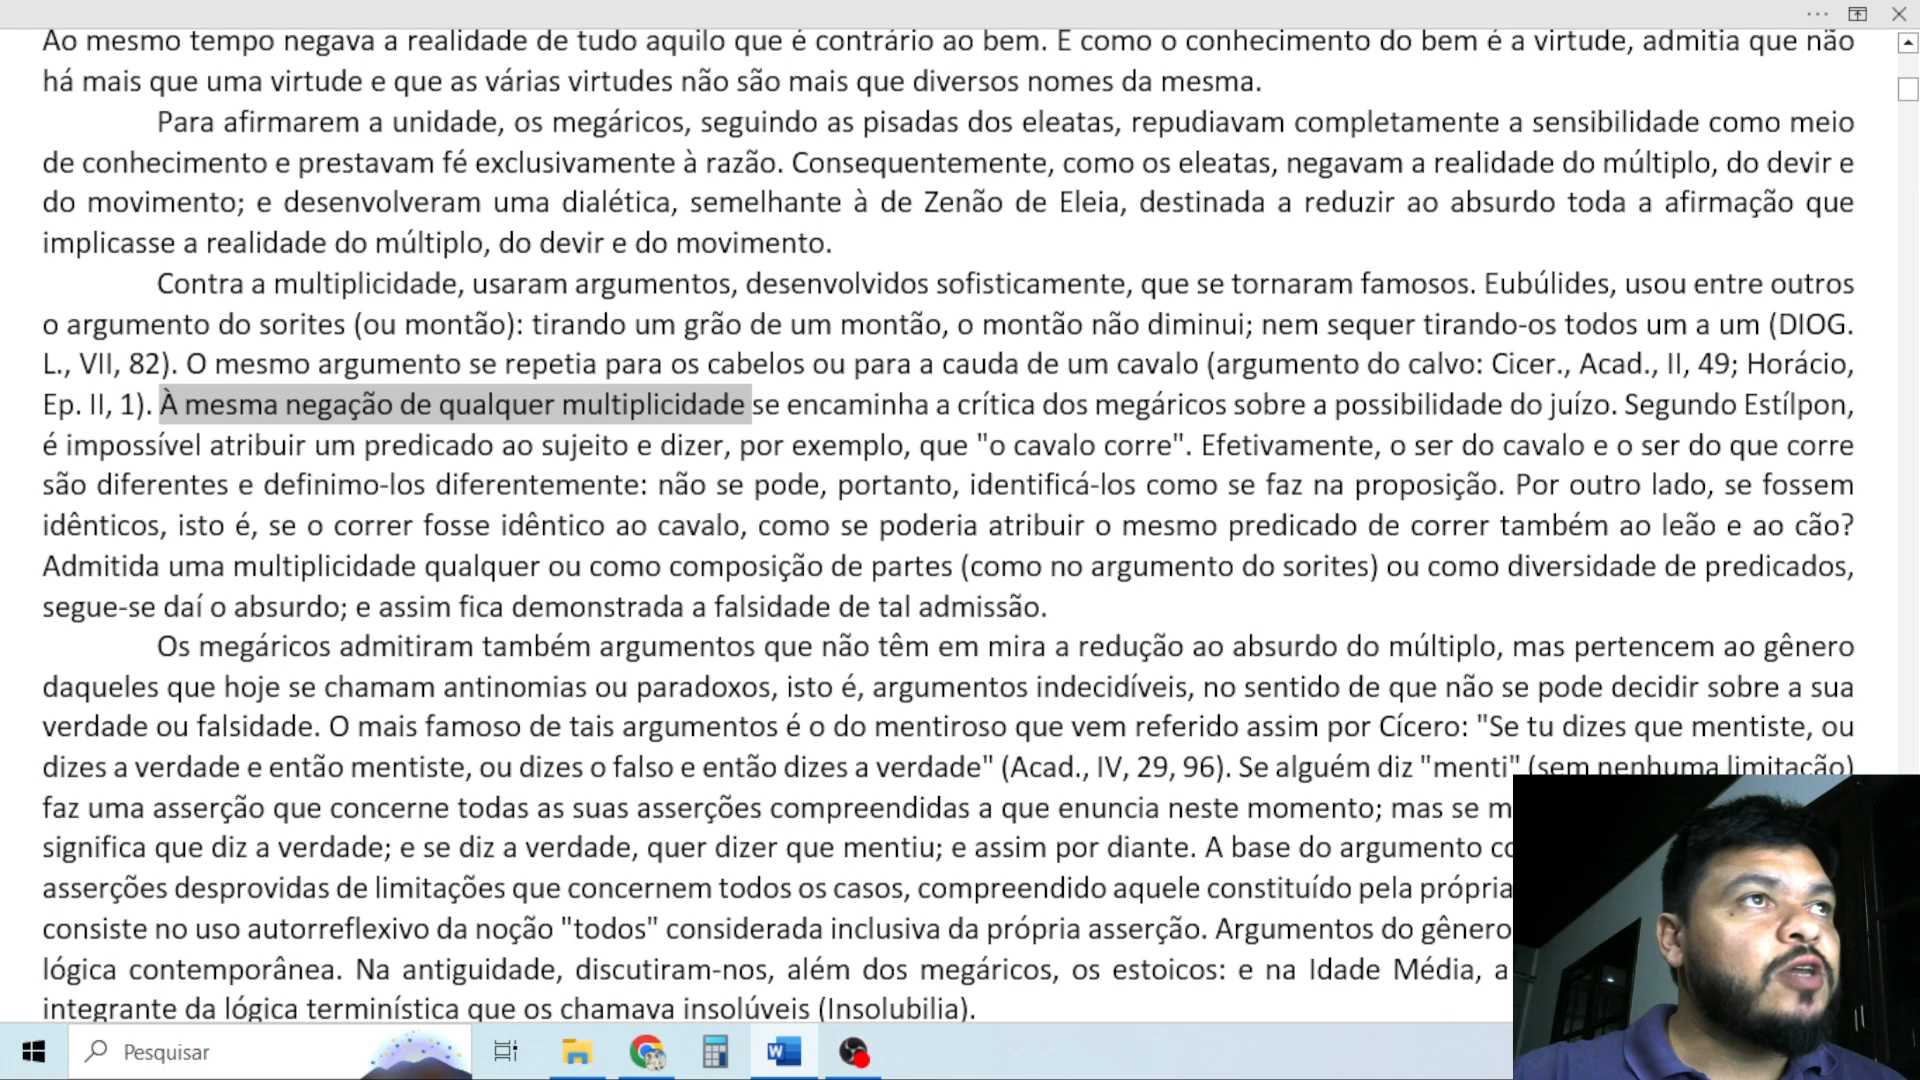 Ao mesmo tempo negava a realidade de tudo aquilo que é contrário ao bem. E como o conhecimento do bem é a virtude, admitia que não
há mais que uma virtude e que as várias virtudes não são mais que diversos nomes da mesma.
Para afirmarem a unidade, os megáricos, seguindo as pisadas dos eleatas, repudiavam completamente a sensibilidade como meio
de conhecimento e prestavam fé exclusivamente à razão. Consequentemente, como os eleatas, negavam a realidade do múltiplo, do devir e
do movimento; e desenvolveram uma dialética, semelhante à de Zenão de Eleia, destinada a reduzir ao absurdo toda a afirmação que
implicasse a realidade do múltiplo, do devir e do movimento.
Contra a multiplicidade, usaram argumentos, desenvolvidos sofisticamente, que se tornaram famosos. Eubúlides, usou entre outros
o argumento do sorites (ou montão): tirando um grão de um montão, o montão não diminui; nem sequer tirando-os todos um a um (DIOG.
L., VII, 82). O mesmo argumento se repetia para os cabelos ou para a cauda de um cavalo (argumento do calvo: Cicer., Acad., II, 49; Horácio,
Ep. II, 1). À mesma negação de qualquer multiplicidade se encaminha a crítica dos megáricos sobre a possibilidade do juízo. Segundo Estílpon,
é impossível atribuir um predicado ao sujeito e dizer, por exemplo, que "o cavalo corre". Efetivamente, o ser do cavalo e o ser do que corre
são diferentes e definimo-los diferentemente: não se pode, portanto, identificá-los como se faz na proposição. Por outro lado, se fossem
idênticos, isto é, se o correr fosse idêntico ao cavalo, como se poderia atribuir o mesmo predicado de correr também ao leão e ao cão?
Admitida uma multiplicidade qualquer ou como composição de partes (como no argumento do sorites) ou como diversidade de predicados,
segue-se daí o absurdo; e assim fica demonstrada a falsidade de tal admissão.
Os megáricos admitiram também argumentos que não têm em mira a redução ao absurdo do múltiplo, mas pertencem ao gênero
daqueles que hoje se chamam antinomias ou paradoxos, isto é, argumentos indecidíveis, no sentido de que não se pode decidir sobre a sua
verdade ou falsidade. O mais famoso de tais argumentos é o do mentiroso que vem referido assim por Cícero: "Se tu dizes que mentiste, ou
dizes a verdade e então mentiste, ou dizes o falso e então dizes a verdade" (Acad., IV, 29, 96). Se alguém diz "menti" (sem nenhuma limitação)
faz uma asserção que concerne todas as suas asserções compreendidas a que enuncia neste momento; mas se m
significa que diz a verdade; e se diz a verdade, quer dizer que mentiu; e assim por diante. A base do argumento co
asserções desprovidas de limitações que concernem todos os casos, compreendido aquele constituído pela própria
consiste no uso autorreflexivo da noção "todos" considerada inclusiva da própria asserção. Argumentos do gênero
lógica contemporânea. Na antiguidade, discutiram-nos, além dos megáricos, os estoicos: e na Idade Média, a
integrante da lógica terminística que os chamava insolúveis (Insolubilia).
Pesquisar